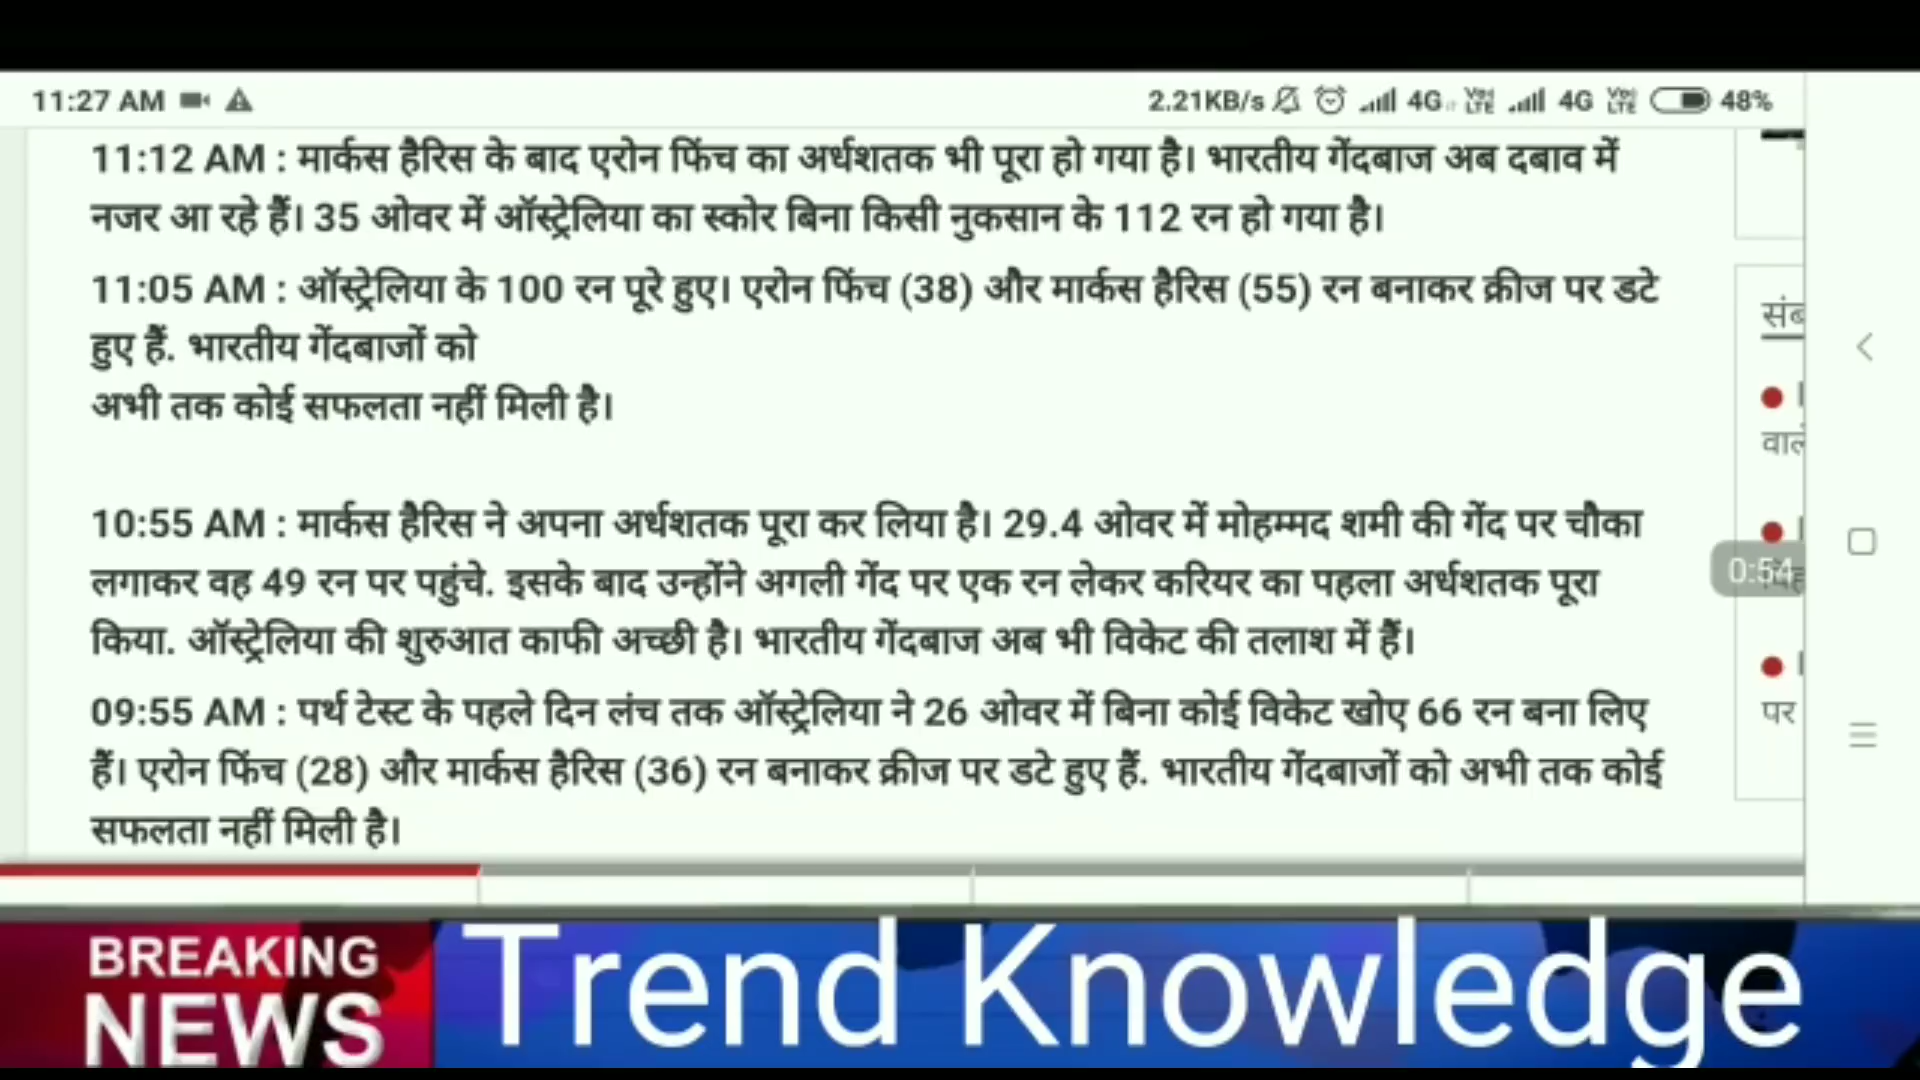 11:27 AM
2.21KB/s 4G VoLTE 4G VoLTE 48%
11:12 AM : मार्कस हैरिस के बाद एरोन फिंच का अर्धशतक भी पूरा हो गया है। भारतीय गेंदबाज अब दबाव में
नजर आ रहे हैं। 35 ओवर में ऑस्ट्रेलिया का स्कोर बिना किसी नुकसान के 112 रन हो गया है।
11:05 AM : ऑस्ट्रेलिया के 100 रन पूरे हुए। एरोन फिंच (38) और मार्कस हैरिस (55) रन बनाकर क्रीज पर डटे
हुए हैं. भारतीय गेंदबाजों को
अभी तक कोई सफलता नहीं मिली है।
10:55 AM : मार्कस हैरिस ने अपना अर्धशतक पूरा कर लिया है। 29.4 ओवर में मोहम्मद शमी की गेंद पर चौका
लगाकर वह 49 रन पर पहुंचे. इसके बाद उन्होंने अगली गेंद पर एक रन लेकर करियर का पहला अर्धशतक पूरा
किया. ऑस्ट्रेलिया की शुरुआत काफी अच्छी है। भारतीय गेंदबाज अब भी विकेट की तलाश में हैं।
09:55 AM : पर्थ टेस्ट के पहले दिन लंच तक ऑस्ट्रेलिया ने 26 ओवर में बिना कोई विकेट खोए 66 रन बना लिए
हैं। एरोन फिंच (28) और मार्कस हैरिस (36) रन बनाकर क्रीज पर डटे हुए हैं. भारतीय गेंदबाजों को अभी तक कोई
सफलता नहीं मिली है।
0:54
पर
BREAKING
NEWS
Trend Knowledge